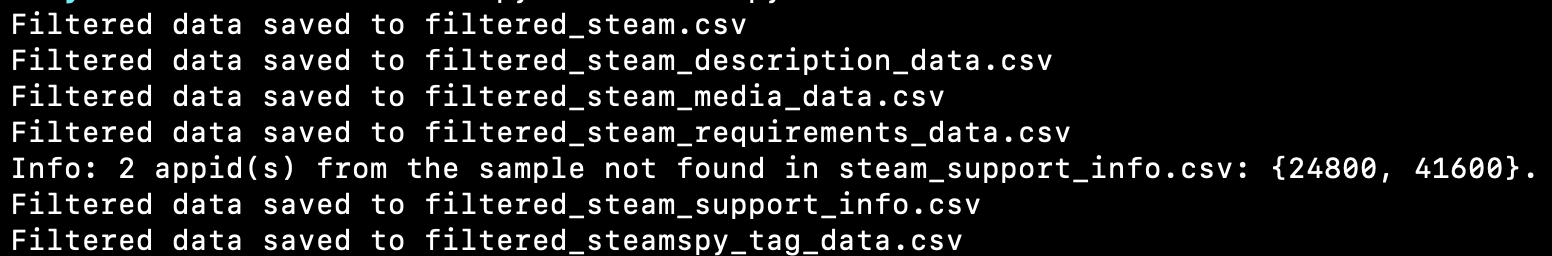 Filtered data saved to filtered_steam.csv
Filtered data saved to filtered_steam_description_data.csv
Filtered data saved to filtered_steam_media_data.csv
Filtered data saved to filtered_steam_requirements_data.csv
Info: 2 appid(s) from the sample not found in steam_support_info.csv: {24800, 41600}.
Filtered data saved to filtered_steam_support_info.csv
Filtered data saved to filtered_steamspy_tag_data.csv